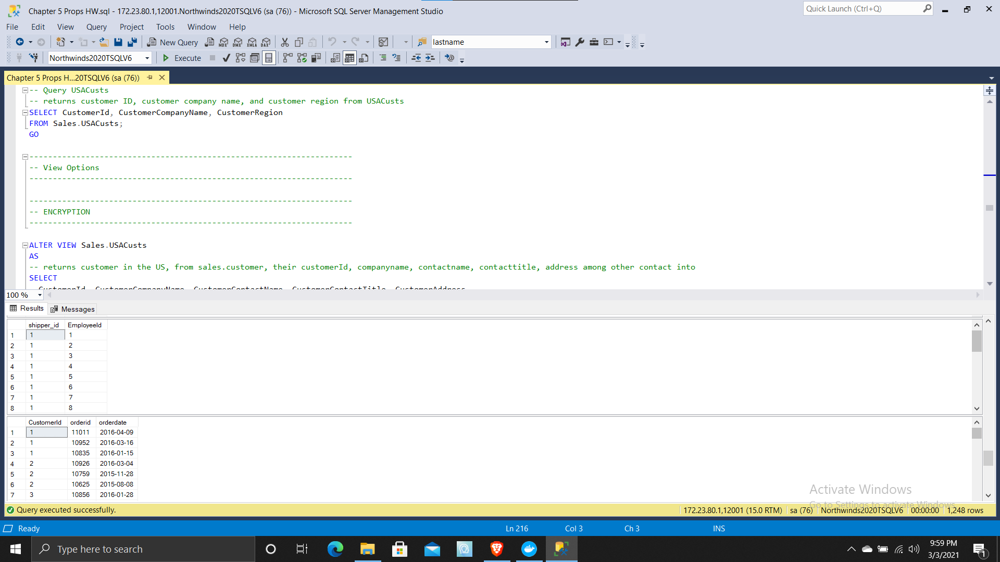 Chapter 5 Props HW.sql - 172.23.80.1,12001.Northwinds2020TSQLV6 (sa (76)) - Microsoft SQL Server Management Studio
Quick Launch (Ctrl+Q)
File Edit View Query Project Tools Window Help
New Query MDX DMX XMLA DAX lastname
Northwinds2020TSQLV6 Execute
Chapter 5 Props H...20TSQLV6 (sa (76))
-- Query USACusts
-- returns customer ID, customer company name, and customer region from USACusts
SELECT CustomerId, CustomerCompanyName, CustomerRegion
FROM Sales.USACusts;
GO
---------------------------------------------------------------------
-- View Options
---------------------------------------------------------------------
---------------------------------------------------------------------
-- ENCRYPTION
---------------------------------------------------------------------
ALTER VIEW Sales.USACusts
AS
-- returns customer in the US, from sales.customer, their customerId, companyname, contactname, contacttitle, address among other contact into
SELECT
CustomerId, CustomerCompanyName, CustomerContactName, CustomerContactTitle, CustomerAddress,
100 %
Results Messages
shipper_id EmployeeId
1 1 1
2 1 2
3 1 3
4 1 4
5 1 5
6 1 6
7 1 7
8 1 8
CustomerId orderid orderdate
1 1 11011 2016-04-09
2 1 10952 2016-03-16
3 1 10835 2016-01-15
4 2 10926 2016-03-04
5 2 10759 2015-11-28
6 2 10625 2015-08-08
7 3 10856 2016-01-28
Activate Windows
Go to Settings to activate Windows.
Query executed successfully. 172.23.80.1,12001 (15.0 RTM) sa (76) Northwinds2020TSQLV6 00:00:00 1,248 rows
Ready Ln 216 Col 3 Ch 3 INS
Type here to search
9:59 PM
3/3/2021
1